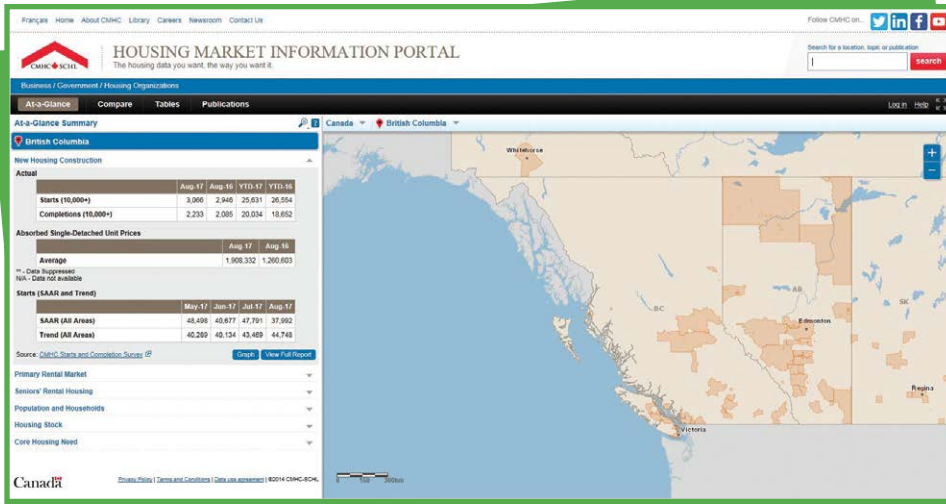 Français Home About CMHC Library Careers Newsroom Contact Us
Follow CMHC on...
CMHC SCHL
HOUSING MARKET INFORMATION PORTAL
The housing data you want, the way you want it.
Search for a location, topic or publication
search
Business / Government / Housing Organizations
At-a-Glance Compare Tables Publications
Log in Help
At-a-Glance Summary
Canada British Columbia
British Columbia
New Housing Construction
Actual
Aug-17 Aug-16 YTD-17 YTD-16
Starts (10,000+) 3,066 2,946 25,631 26,554
Completions (10,000+) 2,233 2,085 20,034 18,652
Absorbed Single-Detached Unit Prices
Aug 17 Aug 16
Average 1,908,332 1,260,603
** - Data Suppressed
N/A - Data not available
Starts (SAAR and Trend)
May-17 Jun-17 Jul-17 Aug-17
SAAR (All Areas) 48,498 40,677 47,791 37,992
Trend (All Areas) 40,269 40,134 43,469 44,748
Source: CMHC Starts and Completion Survey
Graph View Full Report
Primary Rental Market
Seniors' Rental Housing
Population and Households
Housing Stock
Core Housing Need
Canada
Privacy Policy | Terms and Conditions | Data use agreement | ©2014 CMHC-SCHL
Whitehorse
BC
AB
SK
Edmonton
Regina
Victoria
+
−